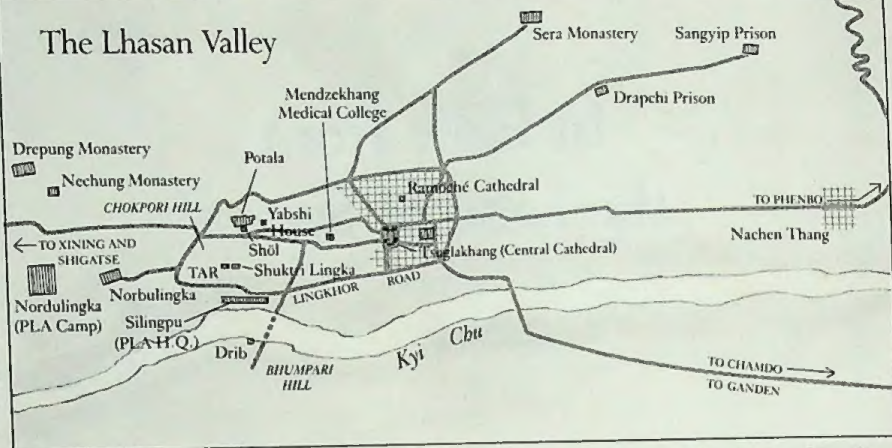 The Lhasan Valley
Sera Monastery
Sangyip Prison
Mendzekhang
Medical College
Drapchi Prison
Drepung Monastery
Potala
Nechung Monastery
Ramoché Cathedral
CHOKPORI HILL
Yabshi
House
TO PHENBO
←TO XINING AND
SHIGATSE
Shöl
Tsuglakhang (Central Cathedral)
Nachen Thang
TAR
Shuktri Lingka
Norbulingka
LINGKHOR ROAD
Nordulingka
(PLA Camp)
Silingpu
(PLA H.Q.)
Drib
Kyi Chu
BHUMPARI
HILL
TO CHAMDO
TO GANDEN